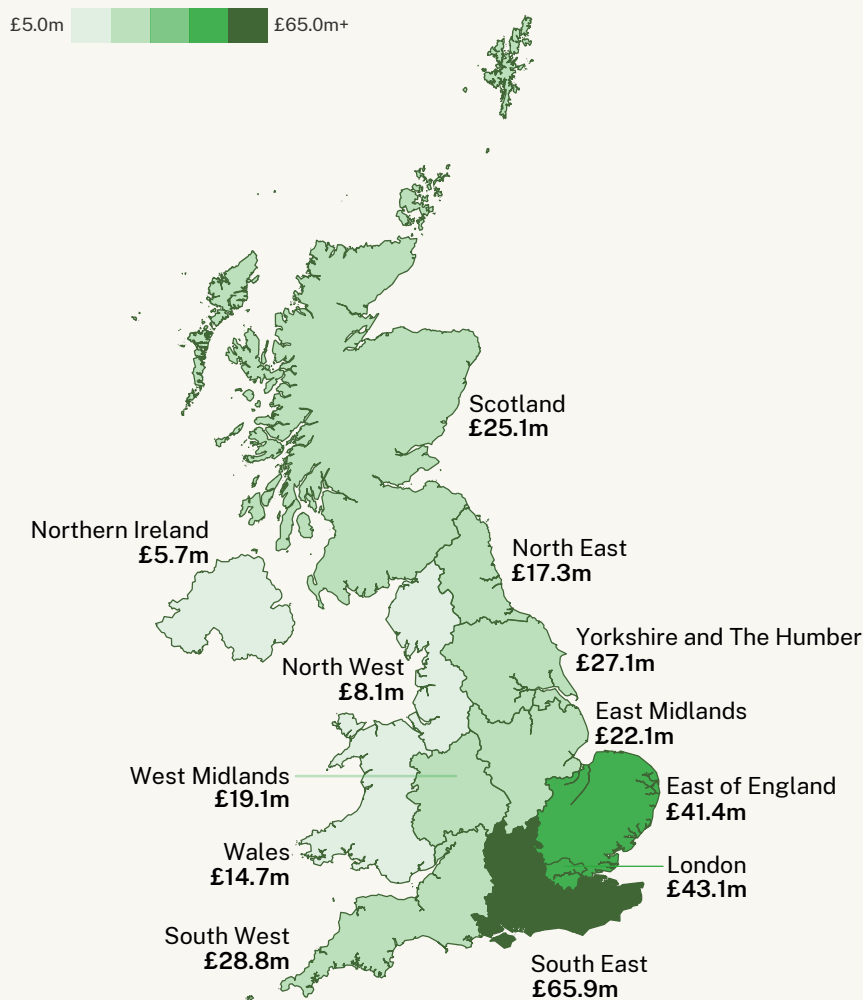 £5.0m £65.0m+
Scotland
£25.1m
Northern Ireland
£5.7m
North East
£17.3m
Yorkshire and The Humber
£27.1m
North West
£8.1m
East Midlands
£22.1m
West Midlands
£19.1m
East of England
£41.4m
Wales
£14.7m
London
£43.1m
South West
£28.8m
South East
£65.9m